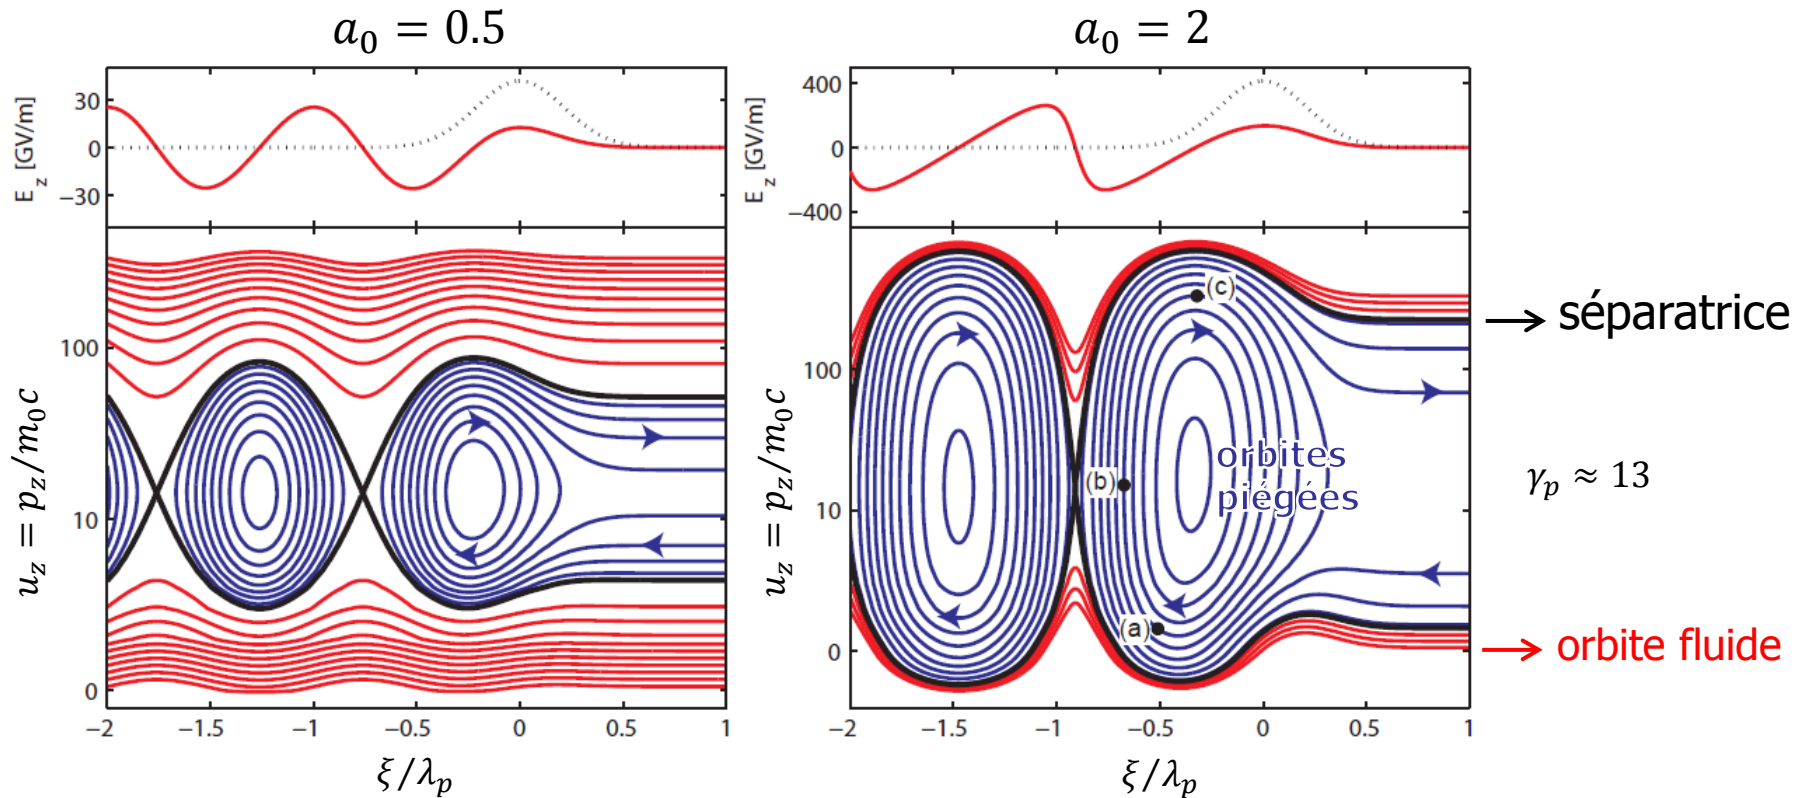 a₀ = 0.5
E_z [GV/m]
30
0
−30
u_z = p_z/m₀c
100
10
0
−2
−1.5
−1
−0.5
0
0.5
1
ξ/λ_p
a₀ = 2
E_z [GV/m]
400
0
−400
u_z = p_z/m₀c
100
10
0
(c)
(b)
(a)
orbites
piégées
−2
−1.5
−1
−0.5
0
0.5
1
ξ/λ_p
séparatrice
γ_p ≈ 13
orbite fluide